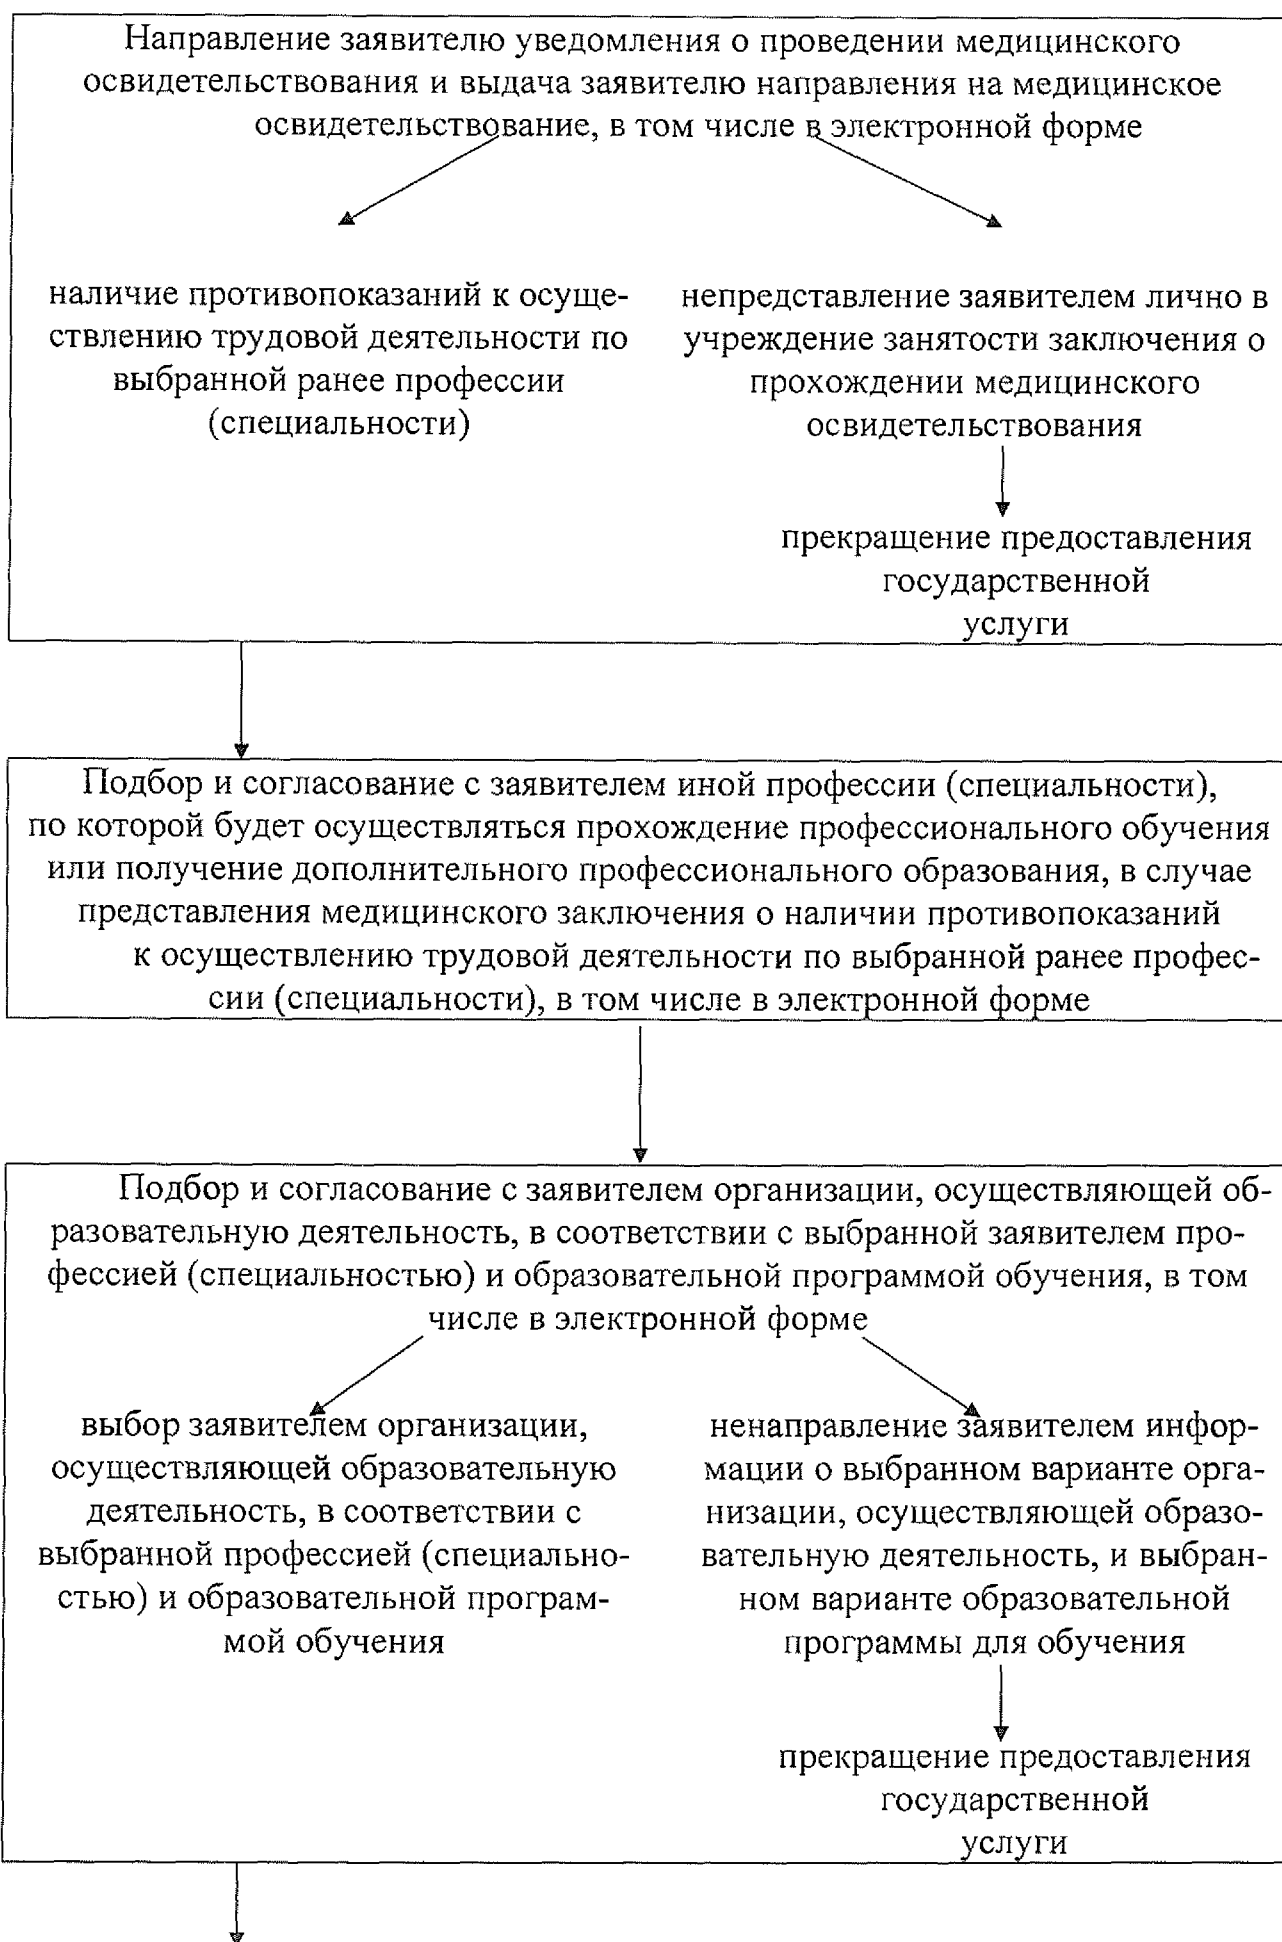 Направление заявителю уведомления о проведении медицинского
освидетельствования и выдача заявителю направления на медицинское
освидетельствование, в том числе в электронной форме
наличие противопоказаний к осуще-
ствлению трудовой деятельности по
выбранной ранее профессии
(специальности)
непредставление заявителем лично в
учреждение занятости заключения о
прохождении медицинского
освидетельствования
прекращение предоставления
государственной
услуги
Подбор и согласование с заявителем иной профессии (специальности),
по которой будет осуществляться прохождение профессионального обучения
или получение дополнительного профессионального образования, в случае
представления медицинского заключения о наличии противопоказаний
к осуществлению трудовой деятельности по выбранной ранее профес-
сии (специальности), в том числе в электронной форме
Подбор и согласование с заявителем организации, осуществляющей об-
разовательную деятельность, в соответствии с выбранной заявителем про-
фессией (специальностью) и образовательной программой обучения, в том
числе в электронной форме
выбор заявителем организации,
осуществляющей образовательную
деятельность, в соответствии с
выбранной профессией (специально-
стью) и образовательной програм-
мой обучения
ненаправление заявителем инфор-
мации о выбранном варианте орга-
низации, осуществляющей образо-
вательную деятельность, и выбран-
ном варианте образовательной
программы для обучения
прекращение предоставления
государственной
услуги